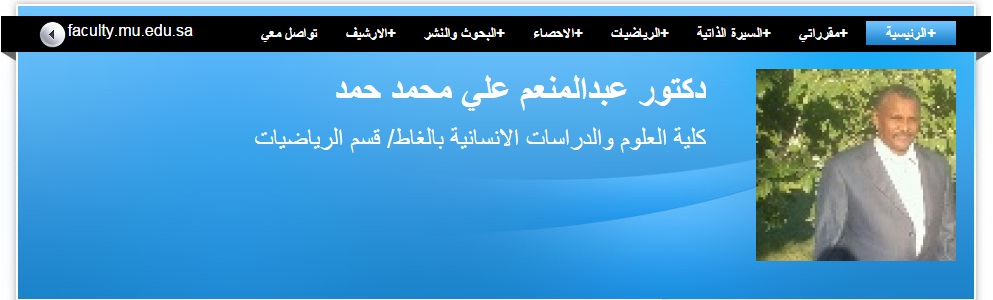 +الرئيسية +مقرراتي +السيرة الذاتية +الرياضيات +الاحصاء +البحوث والنشر +الارشيف تواصل معي faculty.mu.edu.sa
دكتور عبدالمنعم علي محمد حمد
كلية العلوم والدراسات الانسانية بالغاط/ قسم الرياضيات